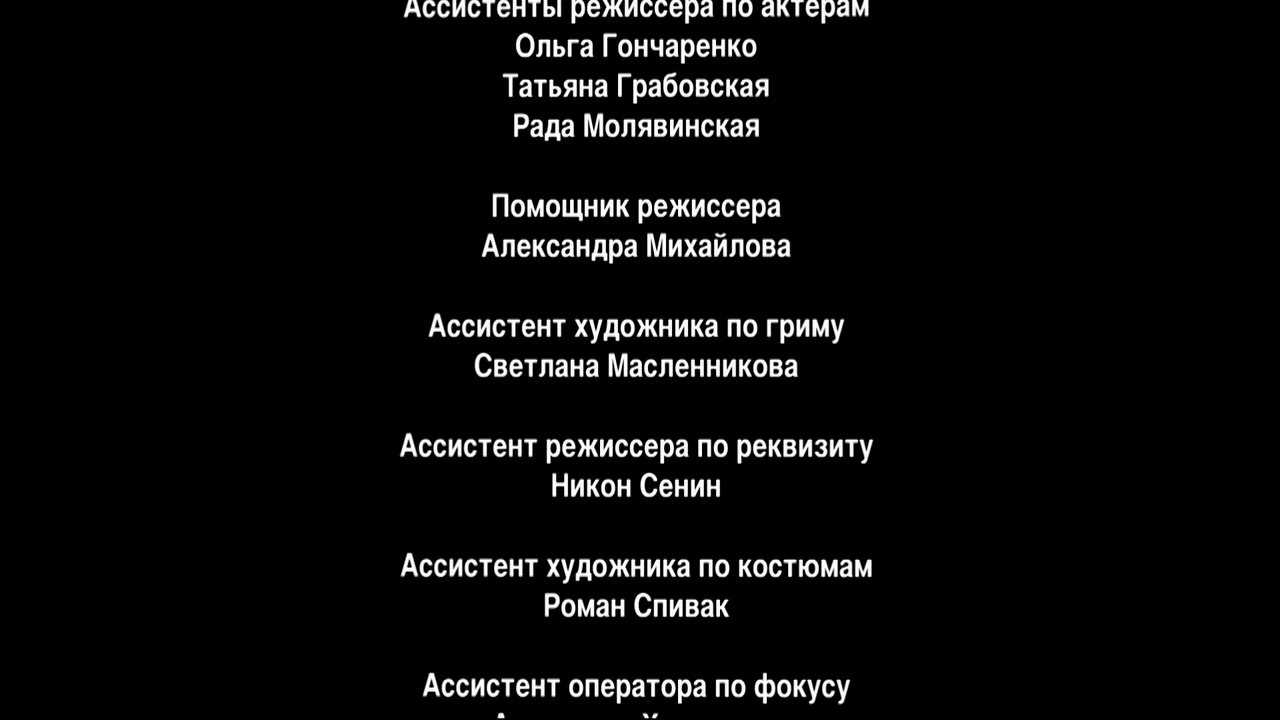 Ассистенты режиссера по актерам
Ольга Гончаренко
Татьяна Грабовская
Рада Молявинская
Помощник режиссера
Александра Михайлова
Ассистент художника по гриму
Светлана Масленникова
Ассистент режиссера по реквизиту
Никон Сенин
Ассистент художника по костюмам
Роман Спивак
Ассистент оператора по фокусу